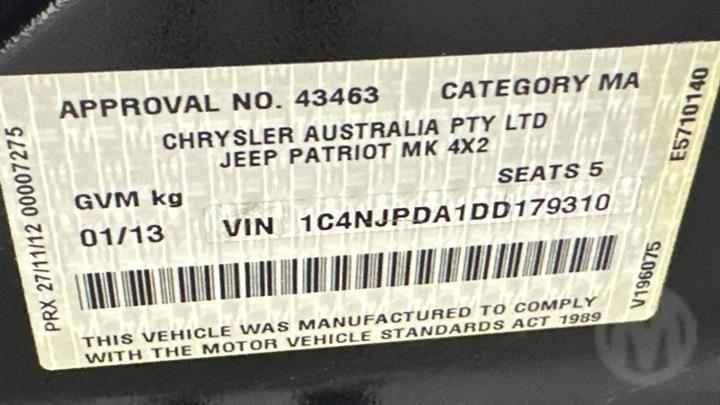 APPROVAL NO. 43463 CATEGORY MA
CHRYSLER AUSTRALIA PTY LTD
JEEP PATRIOT MK 4X2
SEATS 5
GVM kg
01/13 VIN 1C4NJPDA1DD179310
THIS VEHICLE WAS MANUFACTURED TO COMPLY
WITH THE MOTOR VEHICLE STANDARDS ACT 1989
PRX 27/11/12 00007275
E5710140
V196075
M